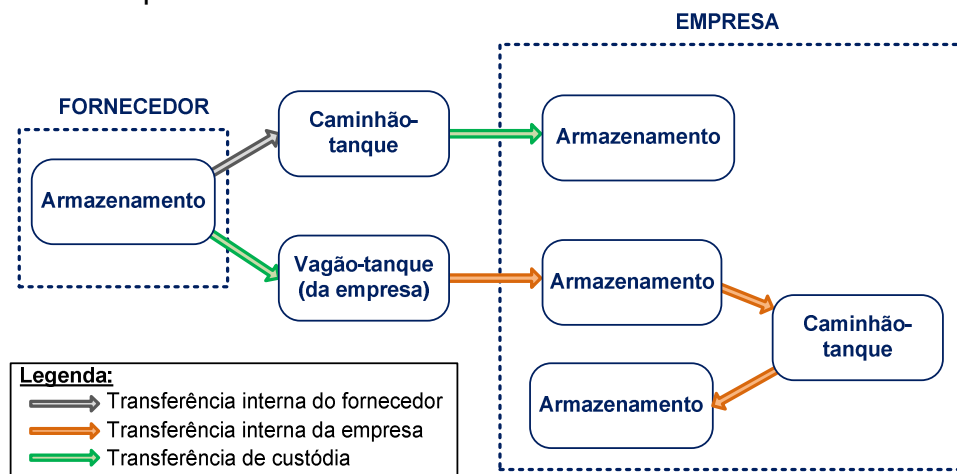 EMPRESA
FORNECEDOR
Armazenamento
Caminhão-
tanque
Armazenamento
Vagão-tanque
(da empresa)
Armazenamento
Caminhão-
tanque
Armazenamento
Legenda:
Transferência interna do fornecedor
Transferência interna da empresa
Transferência de custódia